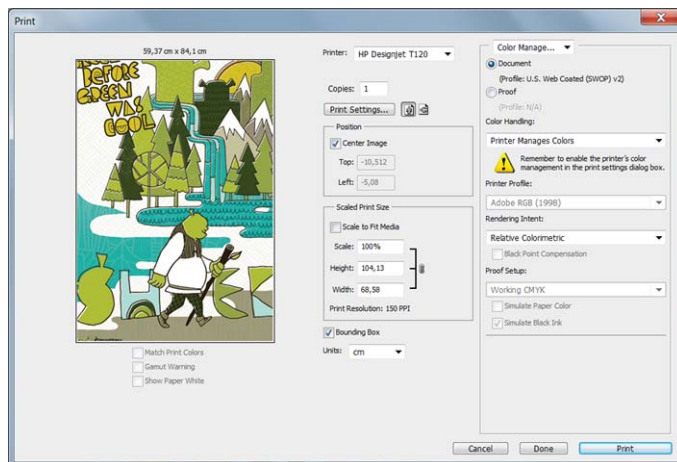 Print
59,37 cm x 84,1 cm
BEFORE
GREEN
WAS
COOL
SHREK
Match Print Colors
Gamut Warning
Show Paper White
Printer: HP Designjet T120
Copies: 1
Print Settings...
Position
Center Image
Top: -10,512
Left: -5,08
Scaled Print Size
Scale to Fit Media
Scale: 100%
Height: 104,13
Width: 68,58
Print Resolution: 150 PPI
Bounding Box
Units: cm
Color Manage...
Document
(Profile: U.S. Web Coated (SWOP) v2)
Proof
(Profile: N/A)
Color Handling:
Printer Manages Colors
Remember to enable the printer's color
management in the print settings dialog box.
Printer Profile:
Adobe RGB (1998)
Rendering Intent:
Relative Colorimetric
Black Point Compensation
Proof Setup:
Working CMYK
Simulate Paper Color
Simulate Black Ink
Cancel
Done
Print